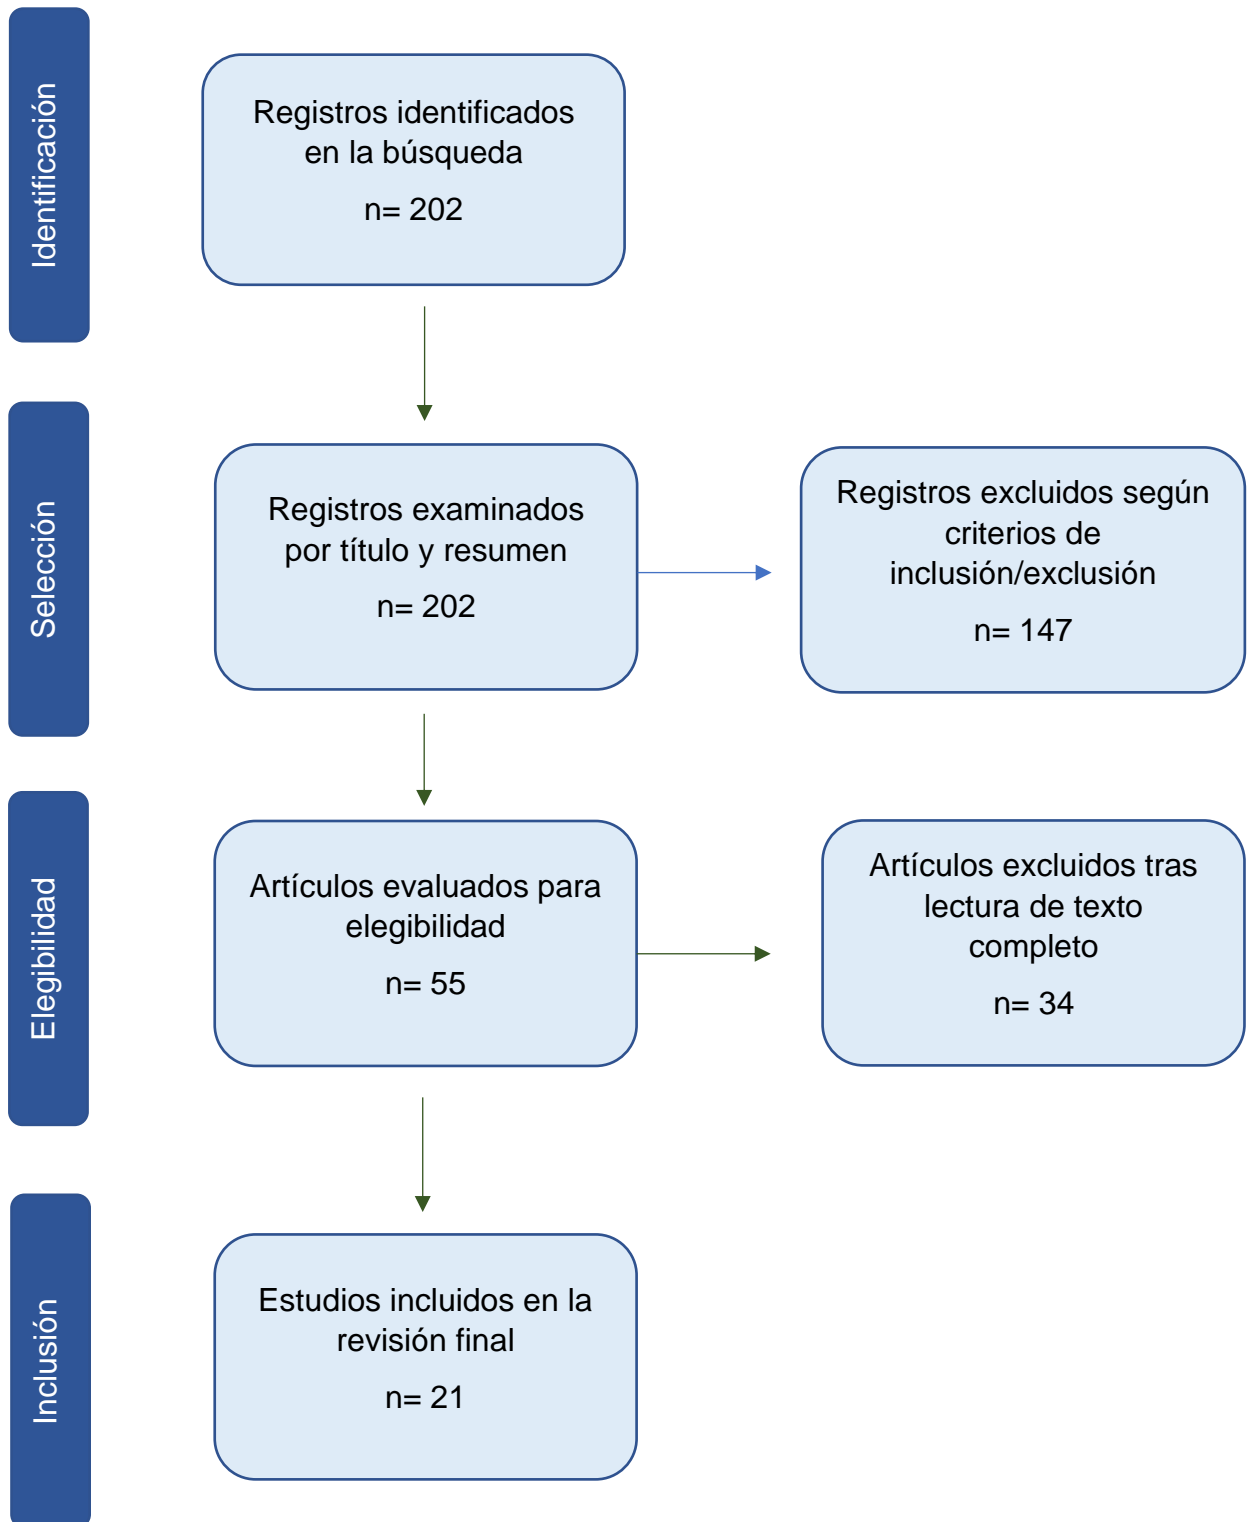 Identificación
Registros identificados
en la búsqueda
n= 202
Selección
Registros examinados
por título y resumen
n= 202
Registros excluidos según
criterios de
inclusión/exclusión
n= 147
Elegibilidad
Artículos evaluados para
elegibilidad
n= 55
Artículos excluidos tras
lectura de texto
completo
n= 34
Inclusión
Estudios incluidos en la
revisión final
n= 21